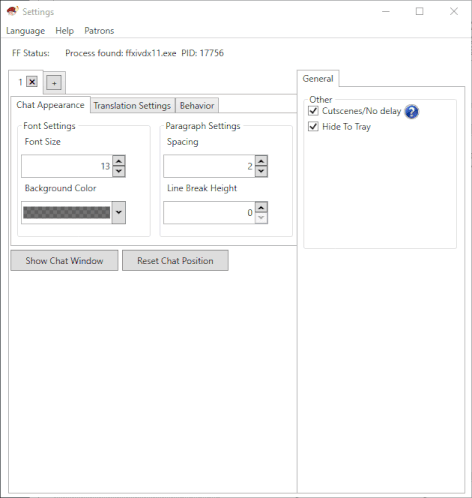 Settings
Language Help Patrons
FF Status: Process found: ffxivdx11.exe PID: 17756
1 +
General
Chat Appearance Translation Settings Behavior
Other
Cutscenes/No delay ?
Hide To Tray
Font Settings
Font Size
13
Background Color
Paragraph Settings
Spacing
2
Line Break Height
0
Show Chat Window Reset Chat Position